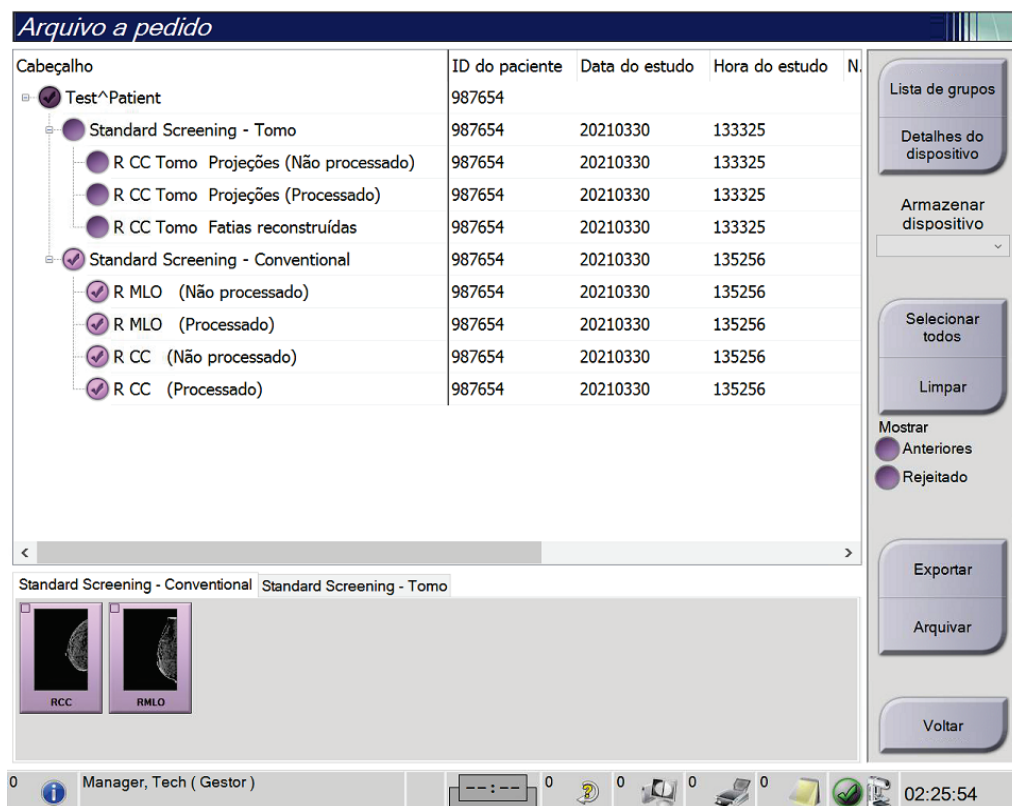 Arquivo a pedido
Cabeçalho ID do paciente Data do estudo Hora do estudo N.
Test^Patient 987654
Standard Screening - Tomo 987654 20210330 133325
R CC Tomo Projeções (Não processado) 987654 20210330 133325
R CC Tomo Projeções (Processado) 987654 20210330 133325
R CC Tomo Fatias reconstruídas 987654 20210330 133325
Standard Screening - Conventional 987654 20210330 135256
R MLO (Não processado) 987654 20210330 135256
R MLO (Processado) 987654 20210330 135256
R CC (Não processado) 987654 20210330 135256
R CC (Processado) 987654 20210330 135256
Lista de grupos
Detalhes do
dispositivo
Armazenar
dispositivo
Selecionar
todos
Limpar
Mostrar
Anteriores
Rejeitado
Exportar
Arquivar
Voltar
Standard Screening - Conventional Standard Screening - Tomo
RCC RMLO
0 Manager, Tech ( Gestor ) --:-- 0 0 0 0 02:25:54